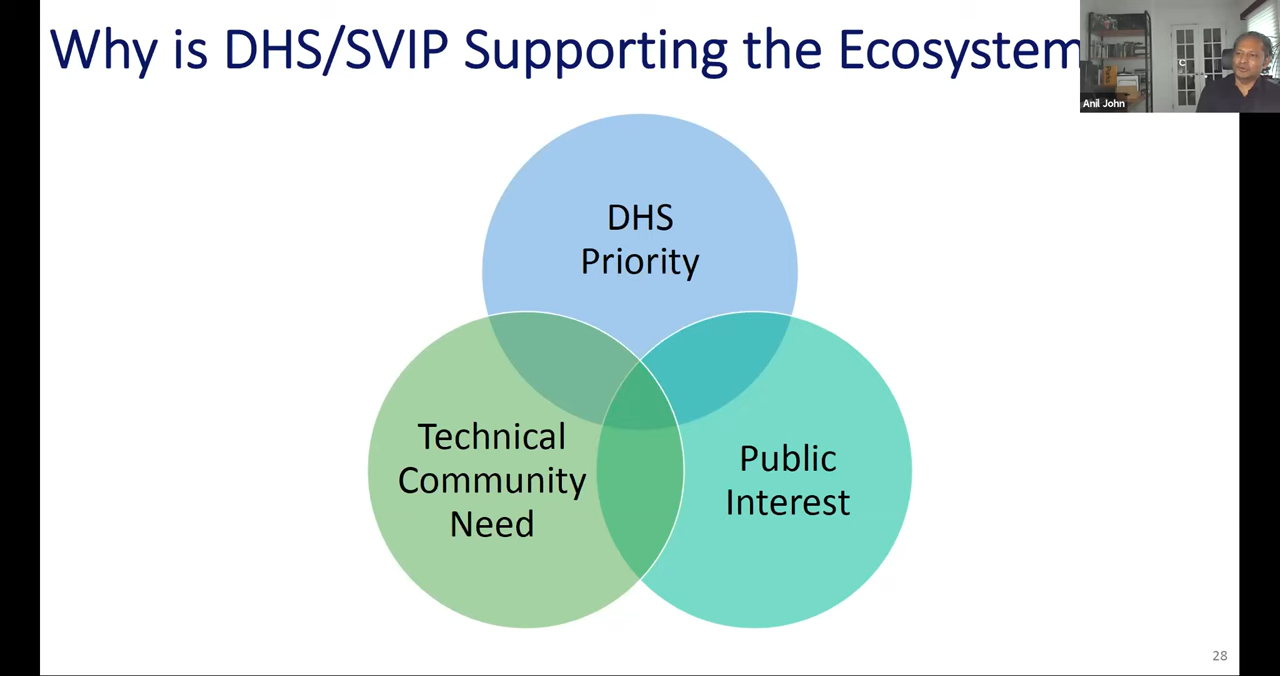 Why is DHS/SVIP Supporting the Ecosystem
Anil John
DHS
Priority
Technical
Community
Need
Public
Interest
28